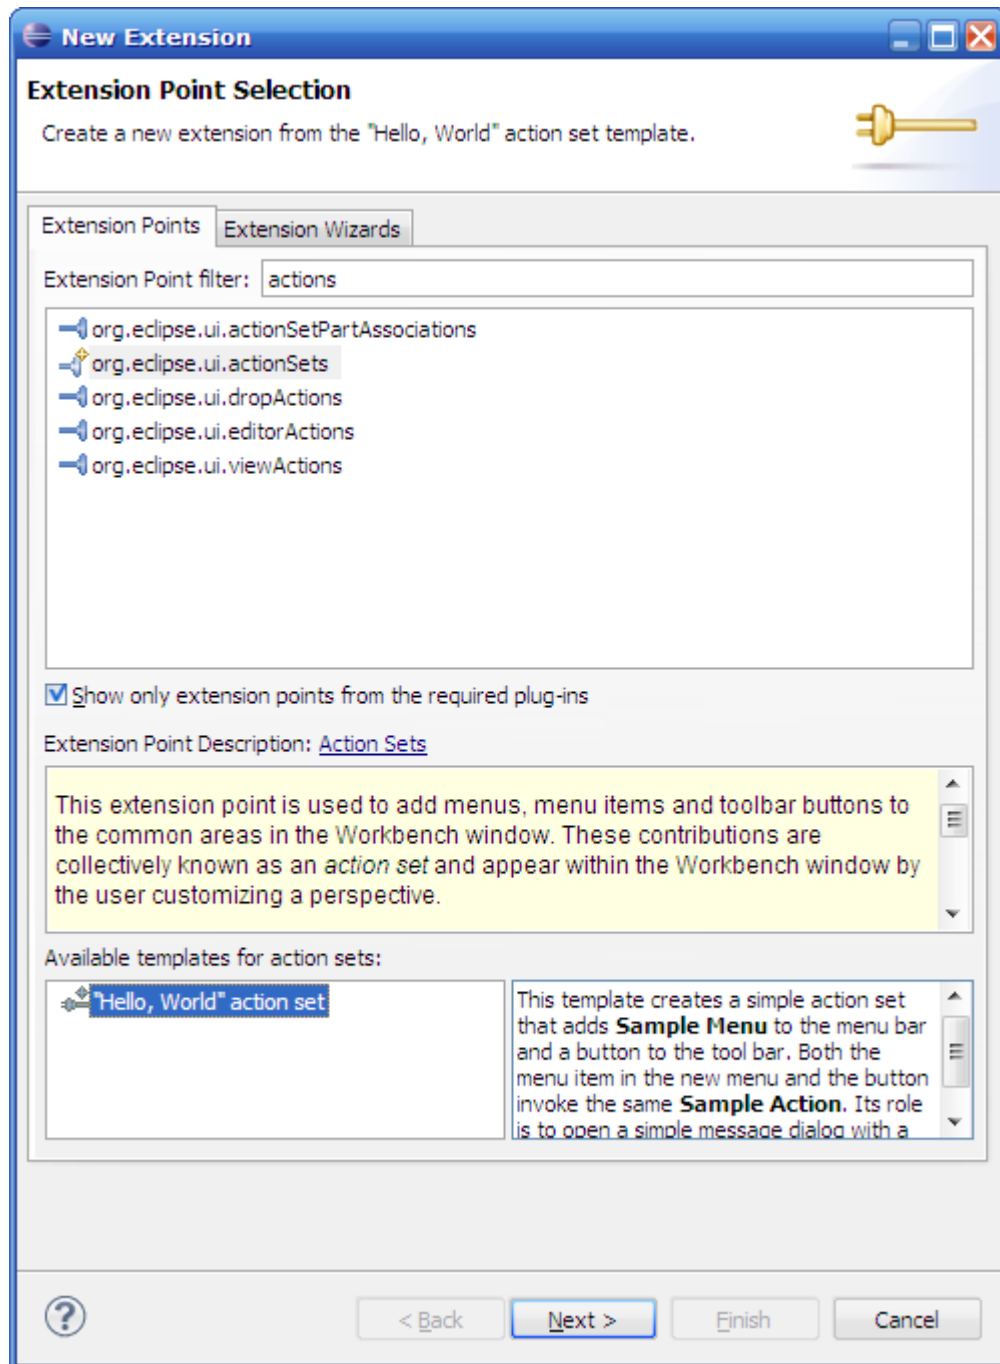 New Extension
Extension Point Selection
Create a new extension from the "Hello, World" action set template.
Extension Points
Extension Wizards
Extension Point filter: actions
org.eclipse.ui.actionSetPartAssociations
org.eclipse.ui.actionSets
org.eclipse.ui.dropActions
org.eclipse.ui.editorActions
org.eclipse.ui.viewActions
Show only extension points from the required plug-ins
Extension Point Description: Action Sets
This extension point is used to add menus, menu items and toolbar buttons to
the common areas in the Workbench window. These contributions are
collectively known as an action set and appear within the Workbench window by
the user customizing a perspective.
Available templates for action sets:
"Hello, World" action set
This template creates a simple action set
that adds Sample Menu to the menu bar
and a button to the tool bar. Both the
menu item in the new menu and the button
invoke the same Sample Action. Its role
is to open a simple message dialog with a
?
< Back
Next >
Finish
Cancel